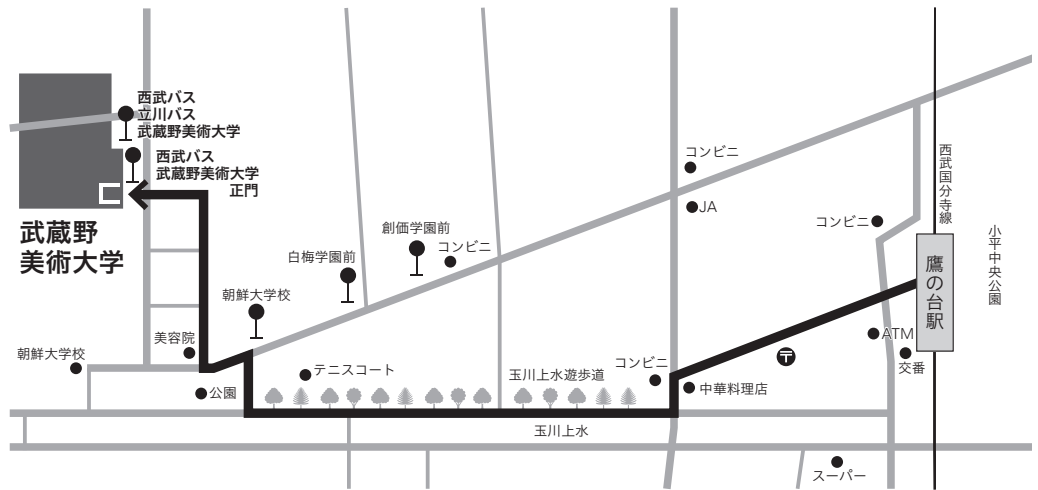 西武バス
立川バス
武蔵野美術大学
西武バス
武蔵野美術大学
正門
武蔵野
美術大学
コンビニ
JA
西武国分寺線
コンビニ
小平中央公園
創価学園前
コンビニ
白梅学園前
鷹の台駅
朝鮮大学校
美容院
ATM
朝鮮大学校
交番
テニスコート
玉川上水遊歩道
コンビニ
〒
公園
中華料理店
玉川上水
スーパー